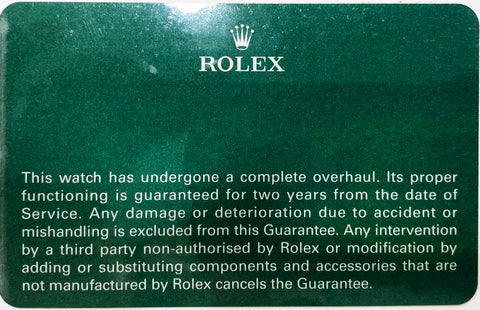 ROLEX
This watch has undergone a complete overhaul. Its proper
functioning is guaranteed for two years from the date of
Service. Any damage or deterioration due to accident or
mishandling is excluded from this Guarantee. Any intervention
by a third party non-authorised by Rolex or modification by
adding or substituting components and accessories that are
not manufactured by Rolex cancels the Guarantee.